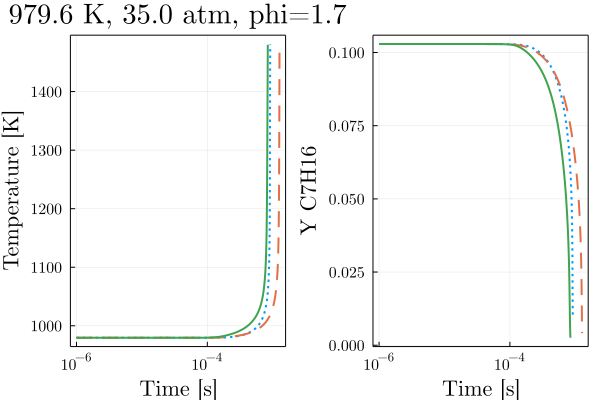 979.6 K, 35.0 atm, phi=1.7
Temperature [K]
1400
1300
1200
1100
1000
10⁻⁶
10⁻⁴
Time [s]
Y C7H16
0.100
0.075
0.050
0.025
0.000
10⁻⁶
10⁻⁴
Time [s]